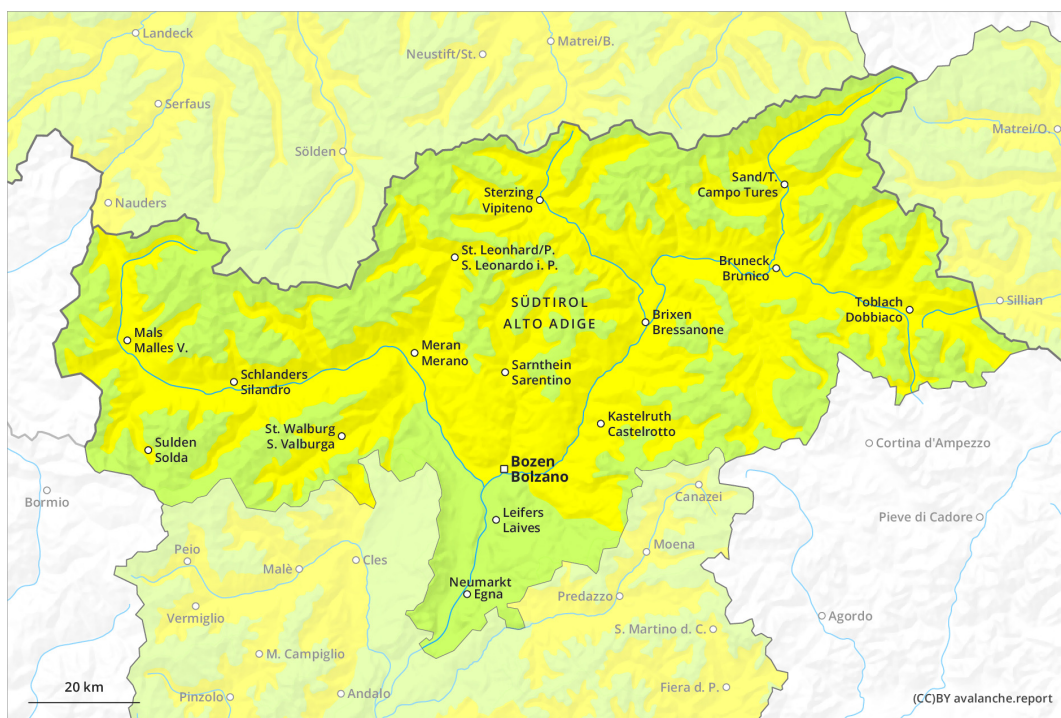 Landeck
Matrei/B.
Neustift/St.
Serfaus
Matrei/O.
Sölden
Sand/T.
Campo Tures
Sterzing
Vipiteno
Nauders
St. Leonhard/P.
S. Leonardo i. P.
Bruneck
Brunico
SÜDTIROL
ALTO ADIGE
Toblach
Dobbiaco
Sillian
Brixen
Bressanone
Mals
Malles V.
Meran
Merano
Sarnthein
Sarentino
Schlanders
Silandro
Kastelruth
Castelrotto
St. Walburg
S. Valburga
Sulden
Solda
Cortina d'Ampezzo
Bozen
Bolzano
Bormio
Canazei
Leifers
Laives
Pieve di Cadore
Peio
Moena
Cles
Malè
Neumarkt
Egna
Predazzo
Vermiglio
Agordo
S. Martino d. C.
M. Campiglio
20 km
Pinzolo
Andalo
Fiera d. P.
(CC)BY avalanche.report